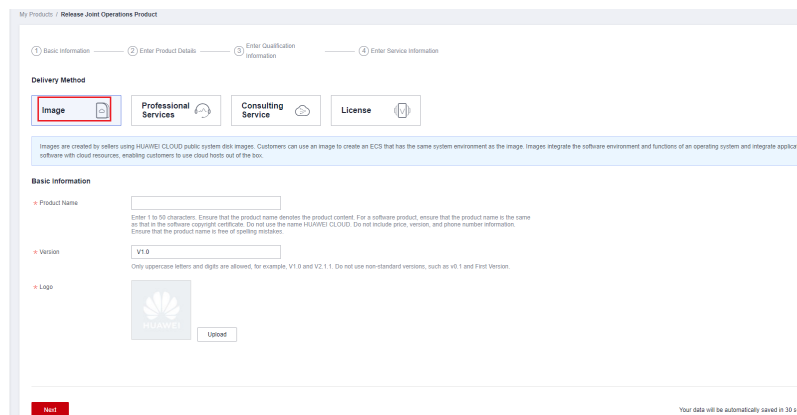 My Products / Release Joint Operations Product
1 Basic Information
2 Enter Product Details
3 Enter Qualification
Information
4 Enter Service Information
Delivery Method
Image
Professional
Services
Consulting
Service
License
Images are created by sellers using HUAWEI CLOUD public system disk images. Customers can use an image to create an ECS that has the same system environment as the image. Images integrate the software environment and functions of an operating system and integrate applica
software with cloud resources, enabling customers to use cloud hosts out of the box.
Basic Information
* Product Name
Enter 1 to 50 characters. Ensure that the product name denotes the product content. For a software product, ensure that the product name is the same
as that in the software copyright certificate. Do not use the name HUAWEI CLOUD. Do not include price, version, and phone number information.
Ensure that the product name is free of spelling mistakes.
* Version
V1.0
Only uppercase letters and digits are allowed, for example, V1.0 and V2.1.1. Do not use non-standard versions, such as v0.1 and First Version.
* Logo
HUAWEI
Upload
Next
Your data will be automatically saved in 30 s